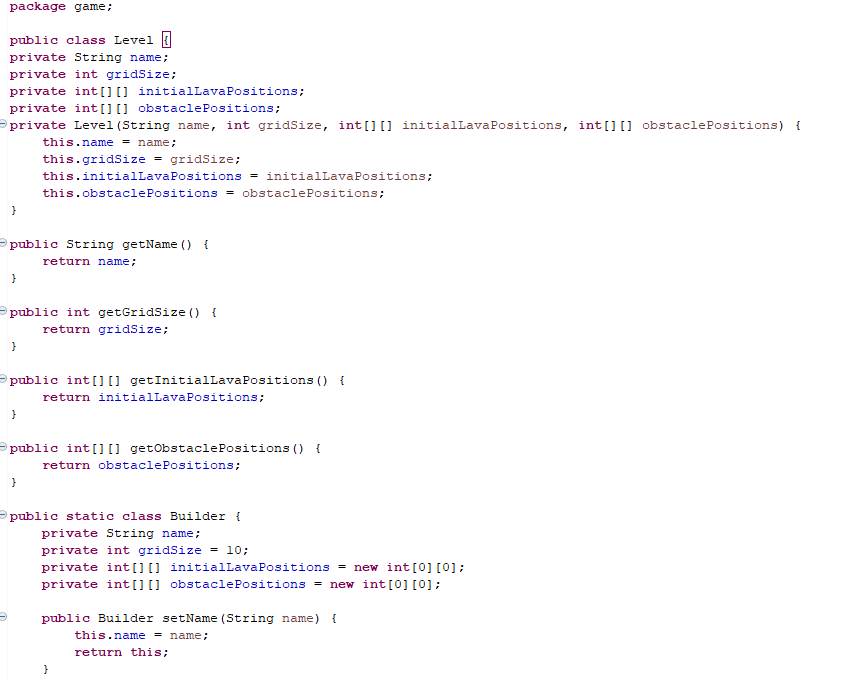 package game;
public class Level {
private String name;
private int gridSize;
private int[][] initialLavaPositions;
private int[][] obstaclePositions;
private Level(String name, int gridSize, int[][] initialLavaPositions, int[][] obstaclePositions) {
    this.name = name;
    this.gridSize = gridSize;
    this.initialLavaPositions = initialLavaPositions;
    this.obstaclePositions = obstaclePositions;
}
public String getName() {
    return name;
}
public int getGridSize() {
    return gridSize;
}
public int[][] getInitialLavaPositions() {
    return initialLavaPositions;
}
public int[][] getObstaclePositions() {
    return obstaclePositions;
}
public static class Builder {
    private String name;
    private int gridSize = 10;
    private int[][] initialLavaPositions = new int[0][0];
    private int[][] obstaclePositions = new int[0][0];
    public Builder setName(String name) {
        this.name = name;
        return this;
    }